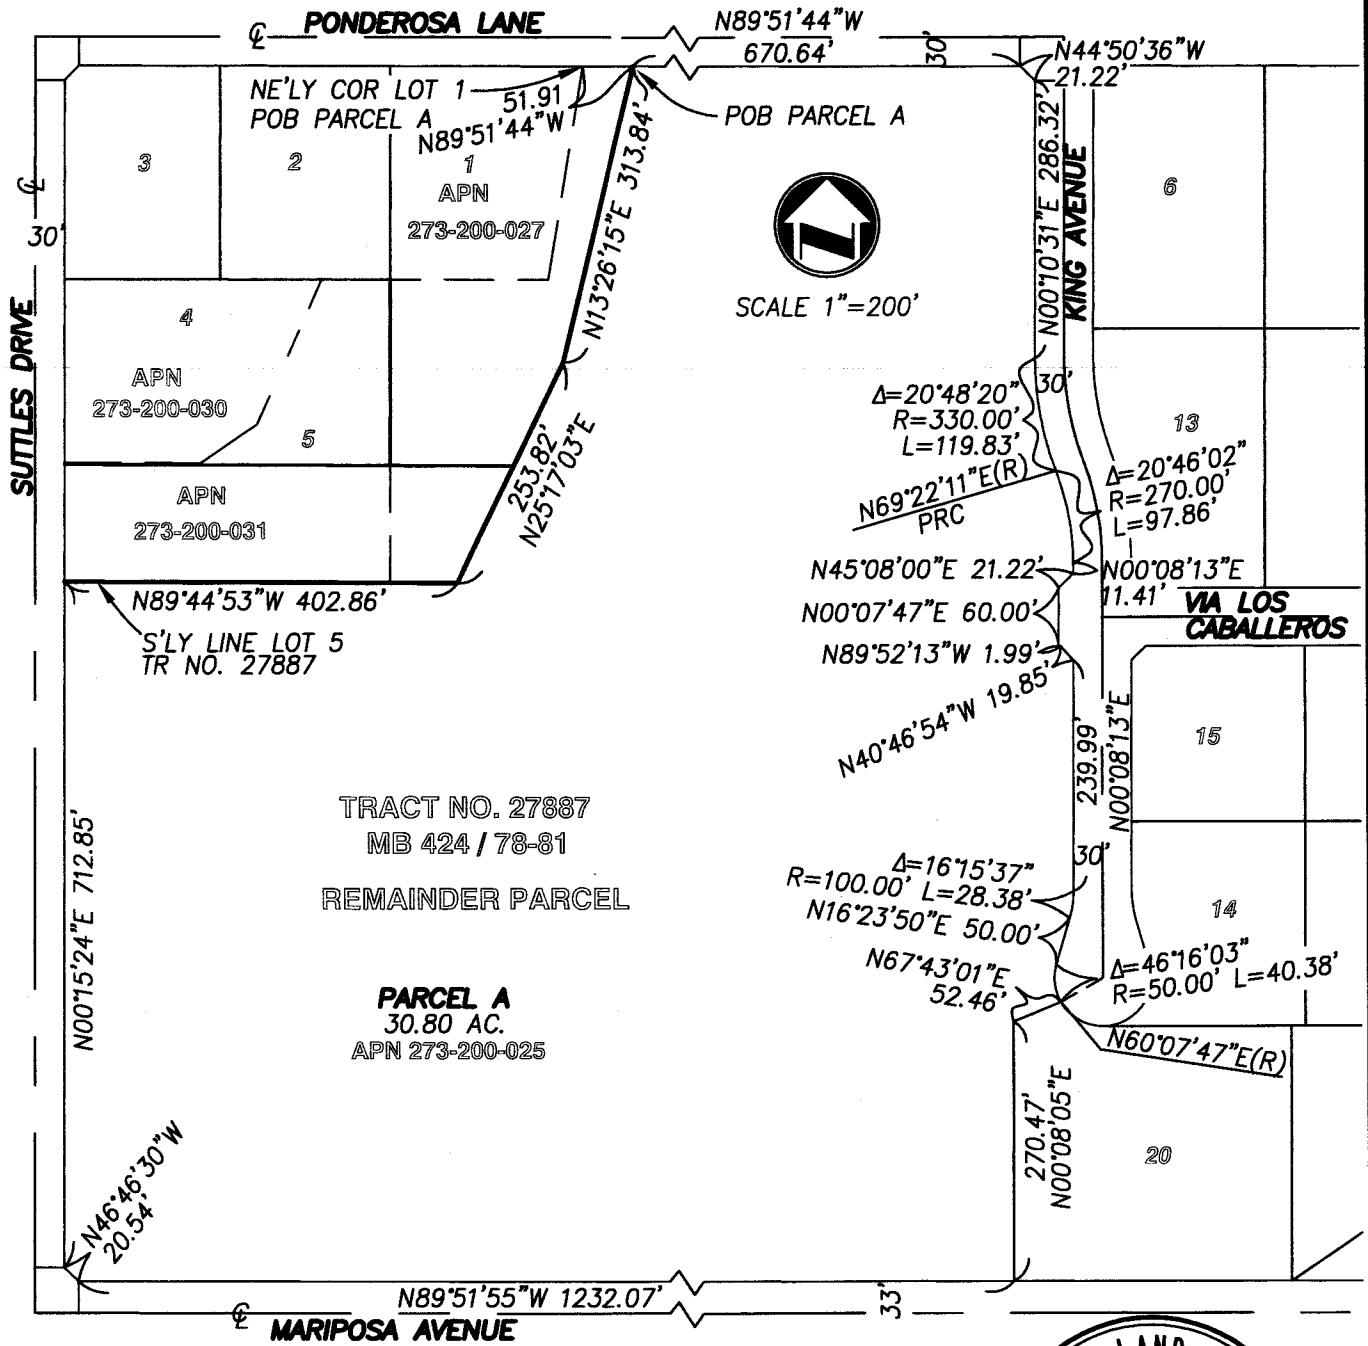 PONDEROSA LANE
N89°51'44"W
670.64'
30'
N44°50'36"W
21.22'
NE'LY COR LOT 1
POB PARCEL A
51.91
N89°51'44"W
POB PARCEL A
3
2
1
APN
273-200-027
N13°26'15"E 313.84'
SCALE 1"=200'
N00°10'31"E 286.32'
KING AVENUE
6
30'
SUTTLES DRIVE
4
APN
273-200-030
5
APN
273-200-031
253.82'
N25°17'03"E
Δ=20°48'20"
R=330.00'
L=119.83'
30'
13
N69°22'11"E(R)
PRC
Δ=20°46'02"
R=270.00'
L=97.86'
N45°08'00"E 21.22'
N00°08'13"E
11.41'
N00°07'47"E 60.00'
VIA LOS
CABALLEROS
N89°52'13"W 1.99'
N40°46'54"W 19.85'
N89°44'53"W 402.86'
S'LY LINE LOT 5
TR NO. 27887
239.99'
N00°08'13"E
15
TRACT NO. 27887
MB 424 / 78-81
REMAINDER PARCEL
N00°15'24"E 712.85'
30'
Δ=16°15'37"
R=100.00' L=28.38'
N16°23'50"E 50.00'
14
N67°43'01"E
52.46'
Δ=46°16'03"
R=50.00' L=40.38'
PARCEL A
30.80 AC.
APN 273-200-025
N60°07'47"E(R)
270.47'
N00°08'05"E
20
N46°46'30"W
20.54'
N89°51'55"W 1232.07'
33'
MARIPOSA AVENUE
LAND